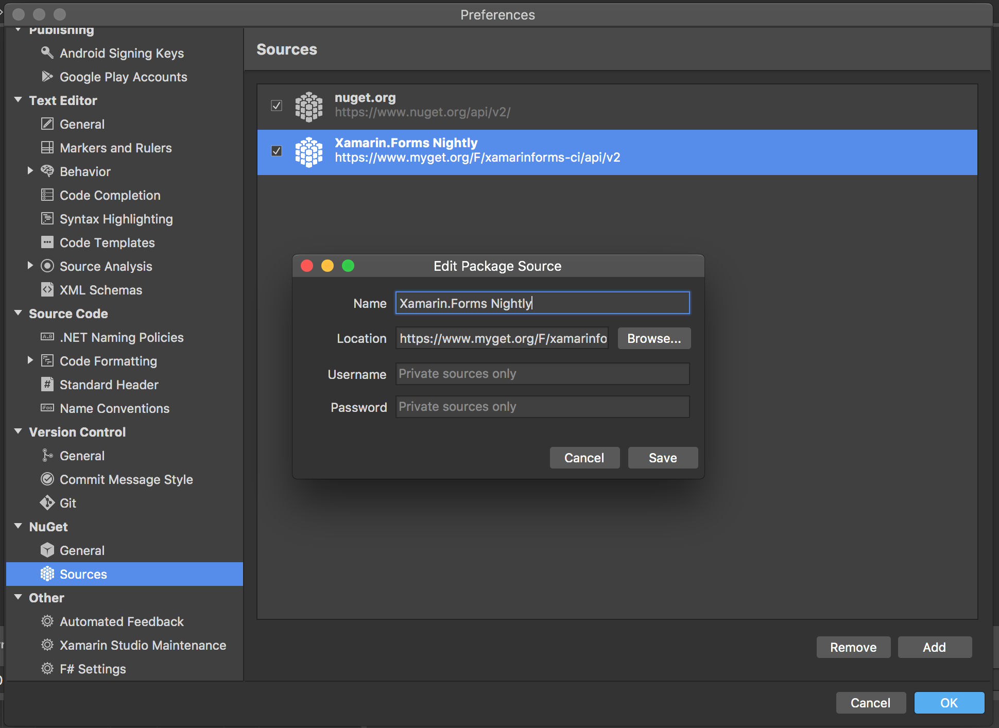 Preferences
Publishing
Android Signing Keys
Google Play Accounts
Text Editor
General
Markers and Rulers
Behavior
Code Completion
Syntax Highlighting
Code Templates
Source Analysis
XML Schemas
Source Code
.NET Naming Policies
Code Formatting
Standard Header
Name Conventions
Version Control
General
Commit Message Style
Git
NuGet
General
Sources
Other
Automated Feedback
Xamarin Studio Maintenance
F# Settings
Sources
nuget.org
https://www.nuget.org/api/v2/
Xamarin.Forms Nightly
https://www.myget.org/F/xamarinforms-ci/api/v2
Edit Package Source
Name Xamarin.Forms Nightly
Location https://www.myget.org/F/xamarinfo Browse...
Username Private sources only
Password Private sources only
Cancel Save
Remove Add
Cancel OK